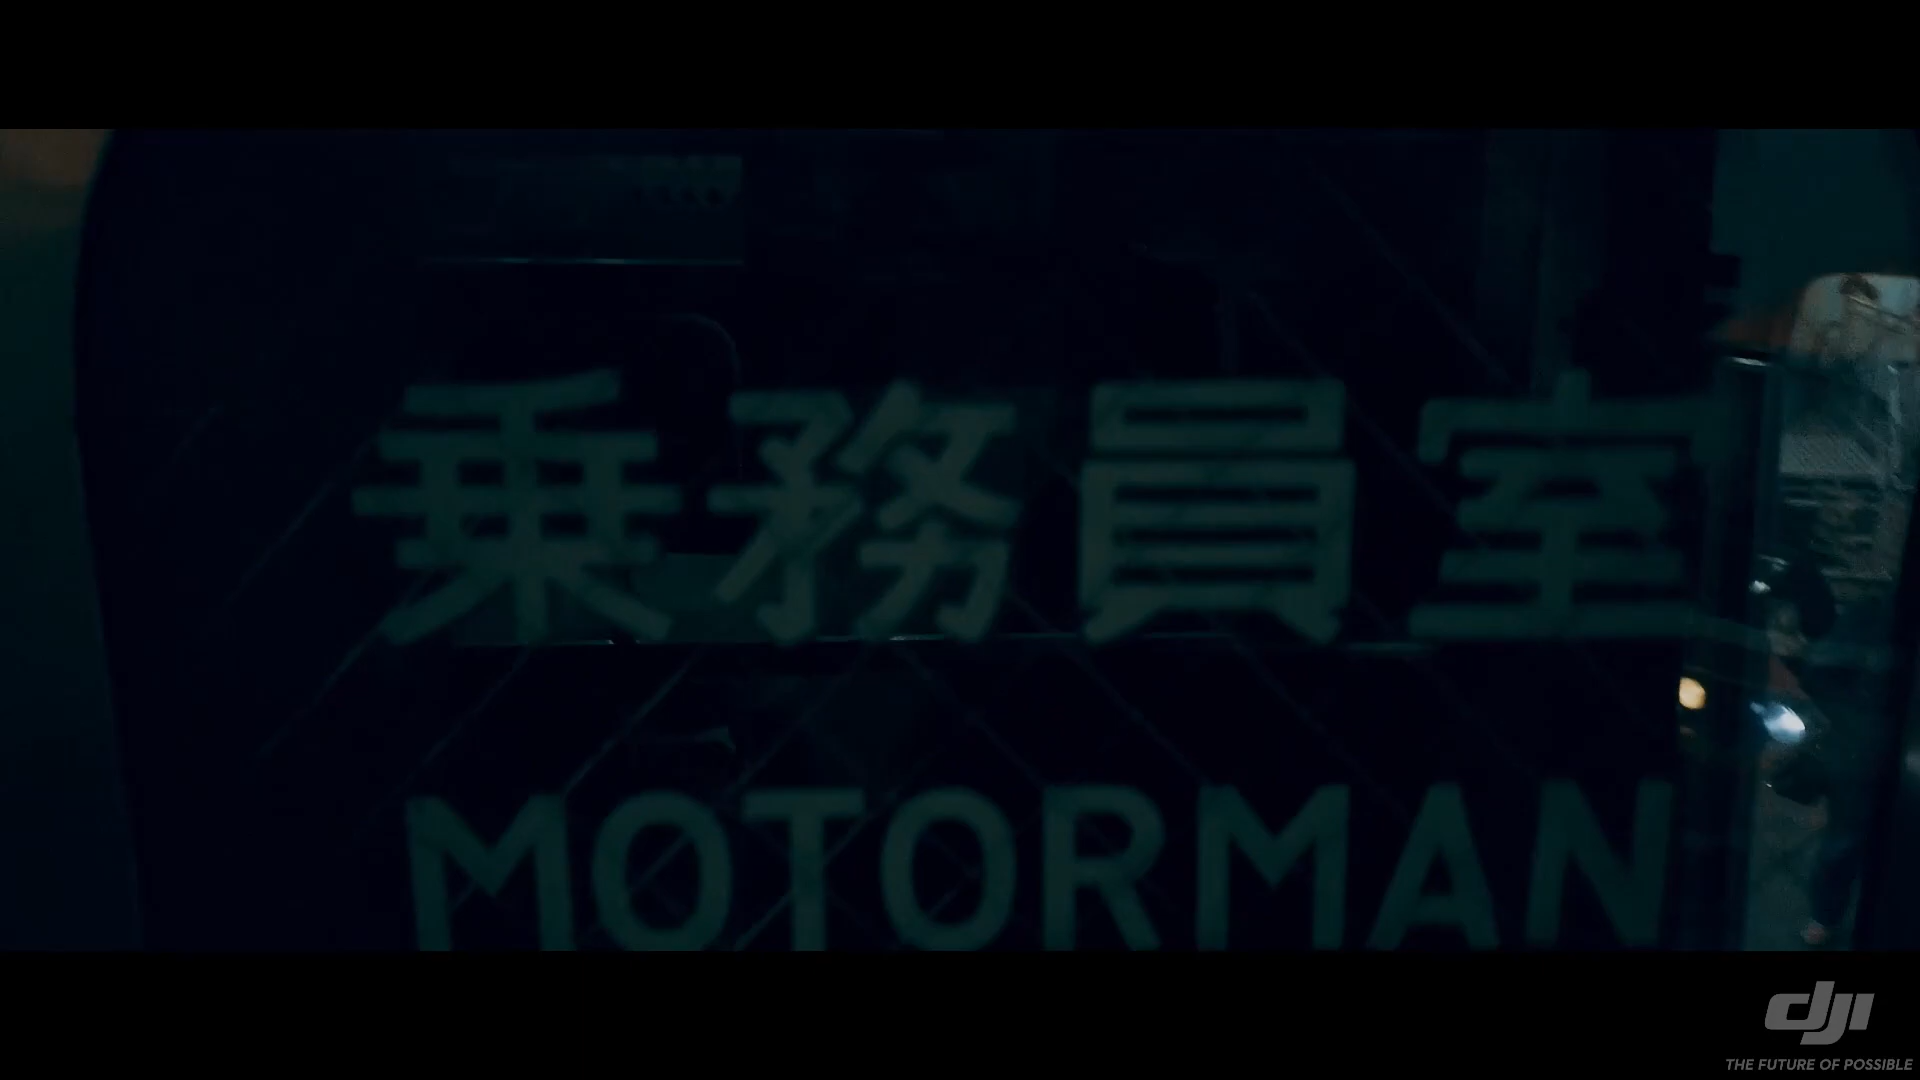 乗務員室
MOTORMAN
dji
THE FUTURE OF POSSIBLE